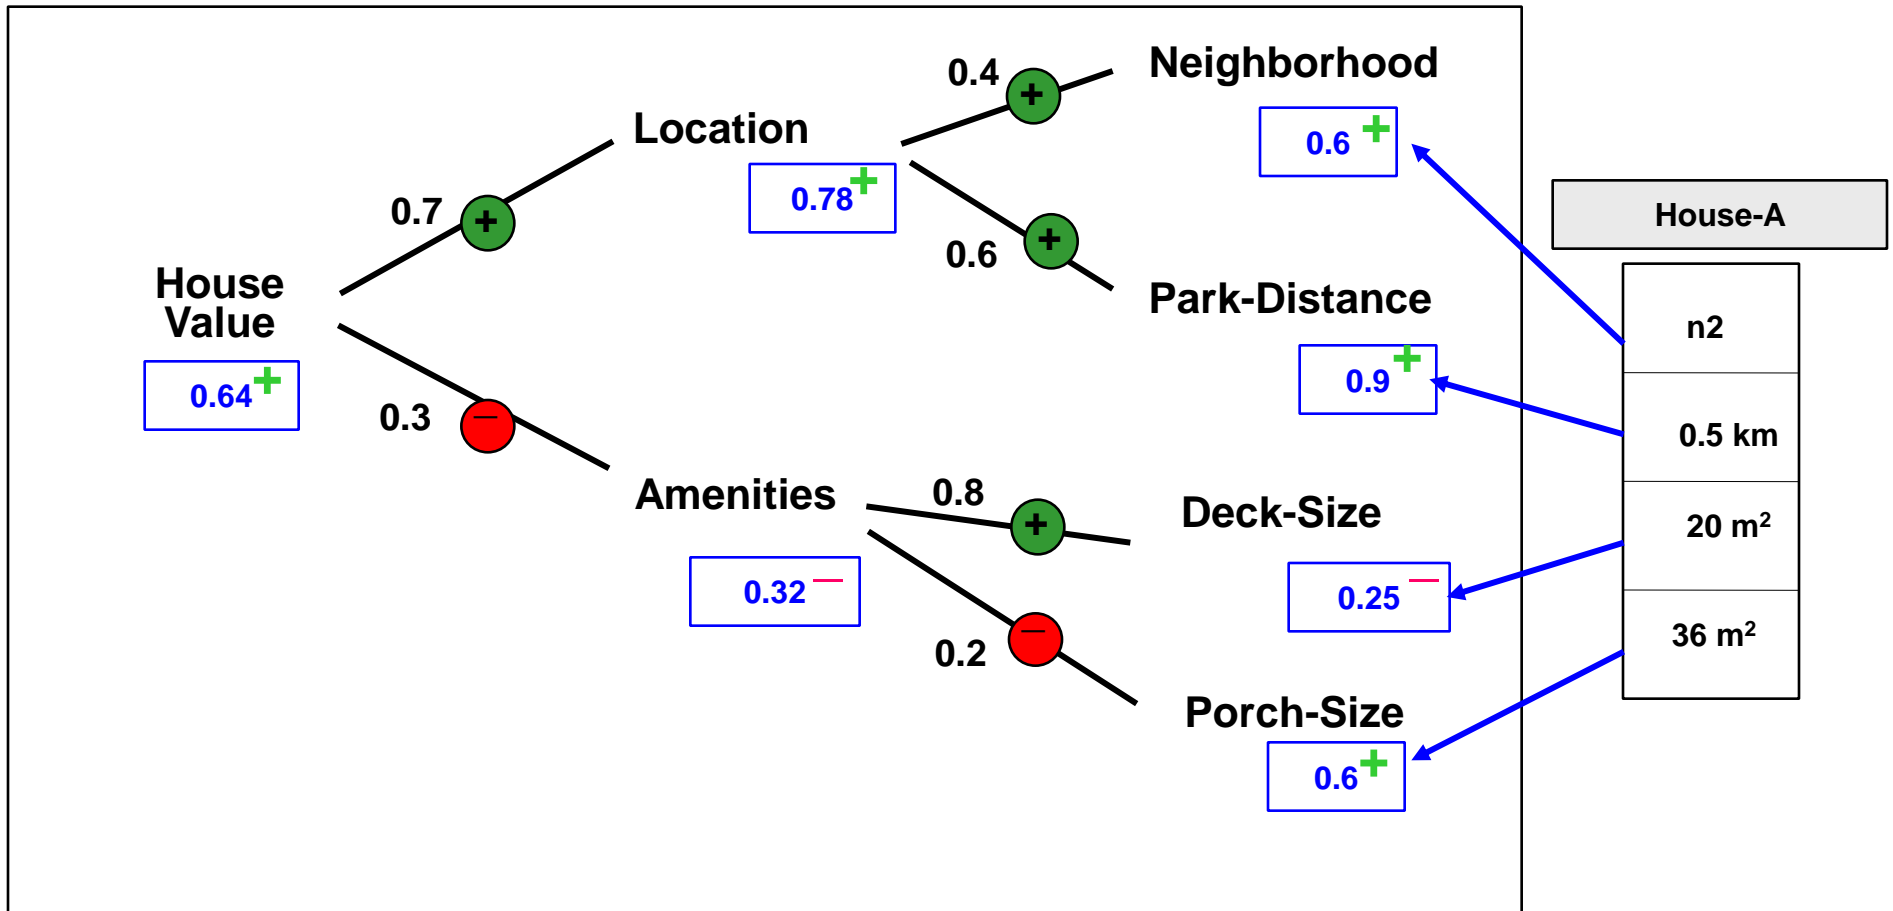 0.4
+
Neighborhood
0.6 +
Location
0.78 +
0.7
+
0.6
+
House-A
House
Value
0.64 +
Park-Distance
0.9 +
n2
0.5 km
20 m²
36 m²
0.3
−
Amenities
0.32 −
0.8
+
Deck-Size
0.25 −
0.2
−
Porch-Size
0.6 +